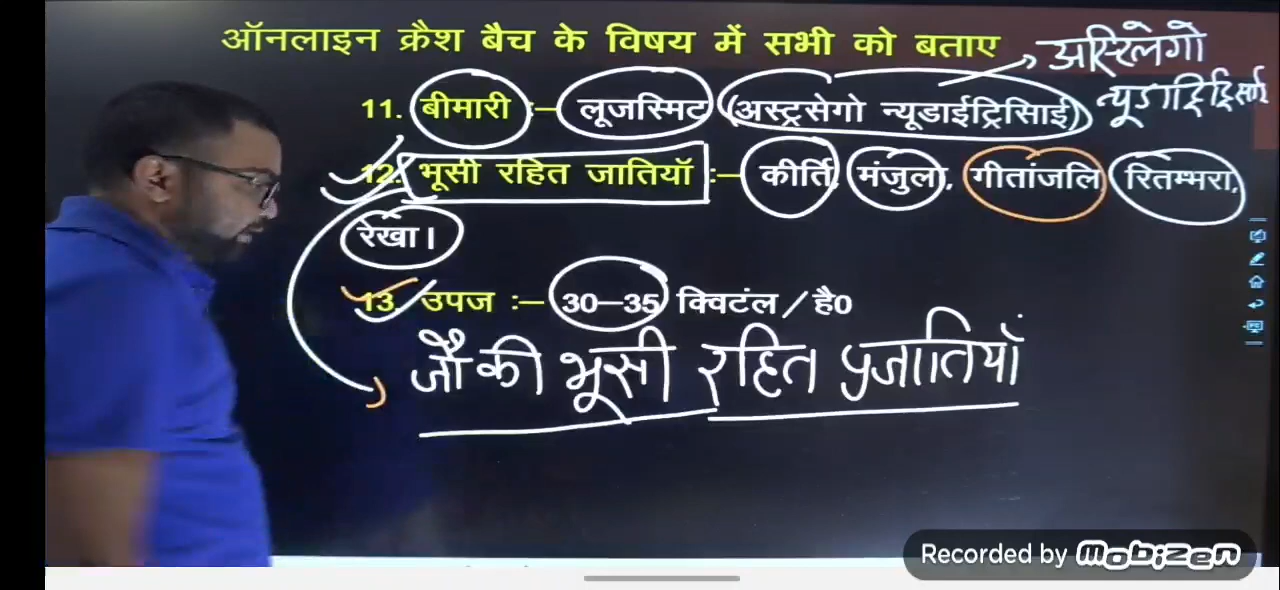 ऑनलाइन क्रैश बैच के विषय में सभी को बताए
अस्टिलेगो
11. बीमारी :– लूजस्मिट (अस्ट्रसेगो न्यूडाईट्रिसिाई)
12. भूसी रहित जातियॉ :– कीर्ति, मंजुलो, गीतांजलि, रितम्भरा,
रेखा।
13. उपज :– 30–35 क्विटंल / है0
जौ की भूसी रहित प्रजातियाँ
Recorded by Mobizen